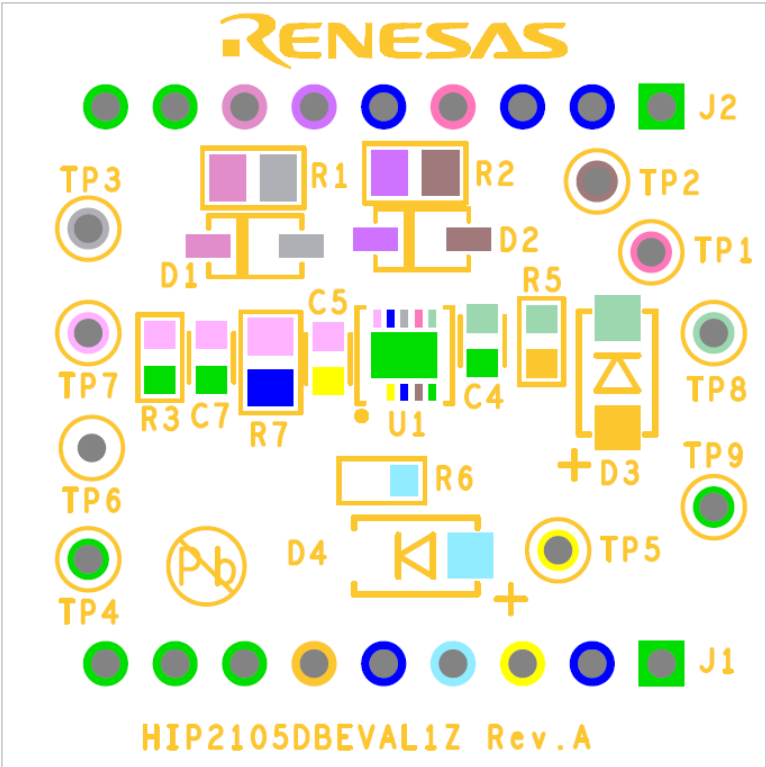 RENESAS
J2
TP3
R1
R2
TP2
D1
D2
TP1
R5
C5
TP7
R3
C7
R7
U1
C4
TP8
D3
TP9
TP6
R6
D4
TP5
Pb
TP4
J1
HIP2105DBEVAL1Z Rev.A